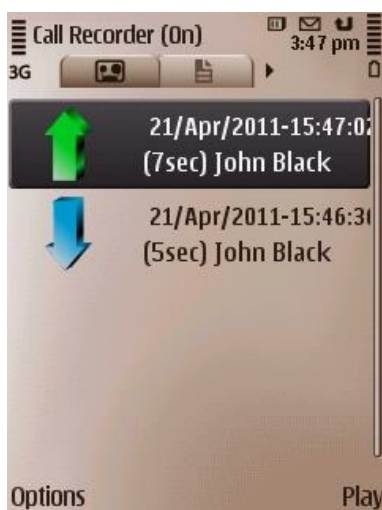 Call Recorder (On)
3:47 pm
3G
21/Apr/2011-15:47:02
(7sec) John Black
21/Apr/2011-15:46:3
(5sec) John Black
Options
Play